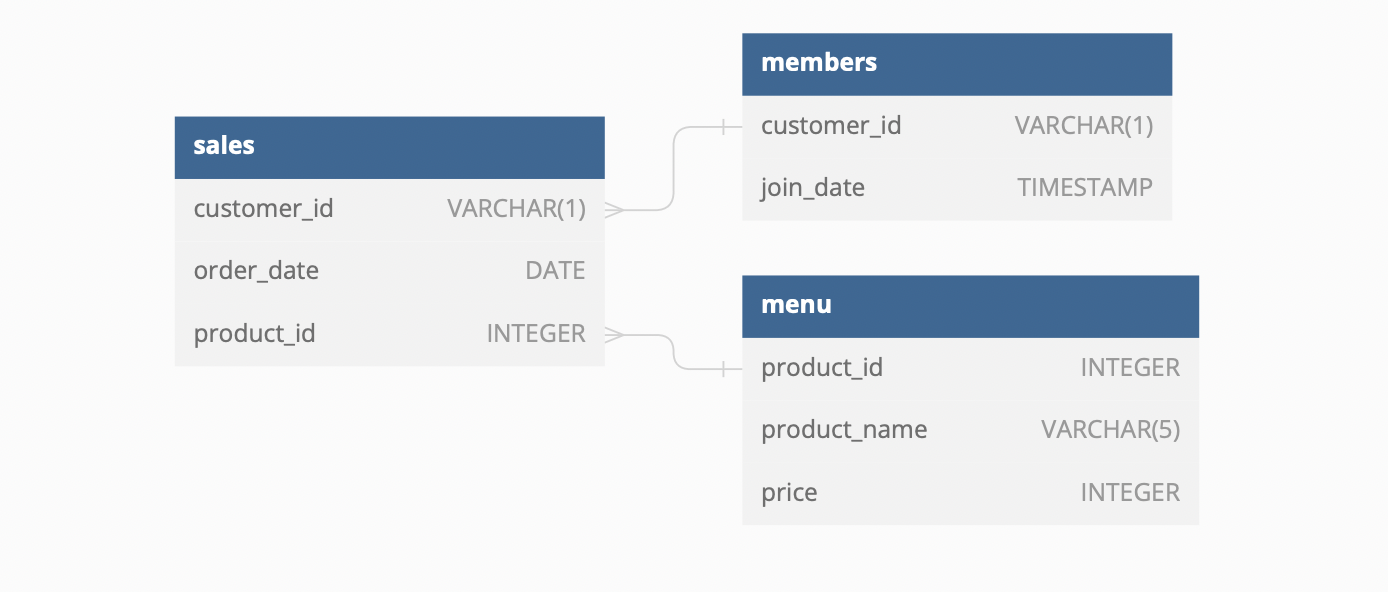 sales
customer_id VARCHAR(1)
order_date DATE
product_id INTEGER
members
customer_id VARCHAR(1)
join_date TIMESTAMP
menu
product_id INTEGER
product_name VARCHAR(5)
price INTEGER